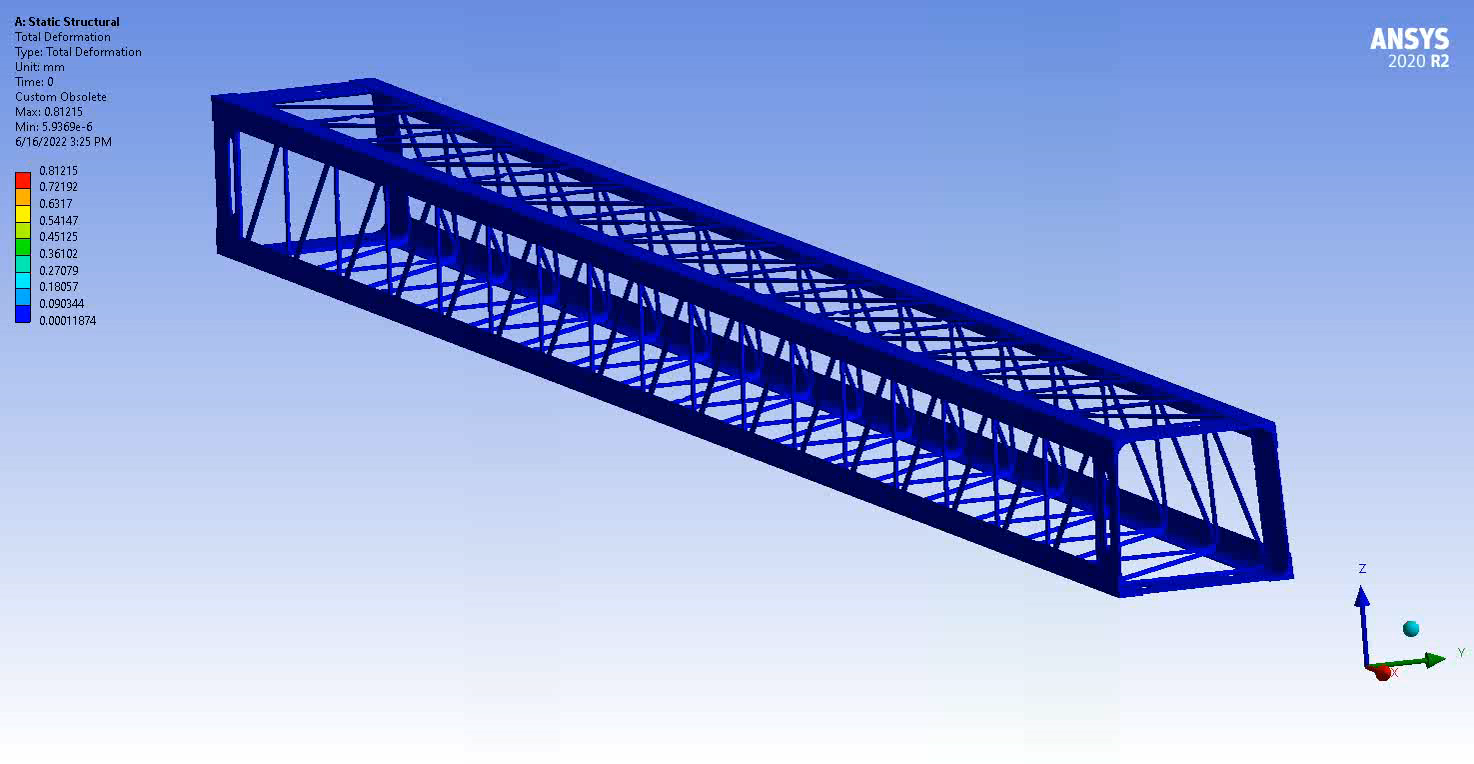 A: Static Structural
Total Deformation
Type: Total Deformation
Unit: mm
Time: 0
Custom Obsolete
Max: 0.81215
Min: 5.9369e-6
6/16/2022 3:25 PM
0.81215
0.72192
0.6317
0.54147
0.45125
0.36102
0.27079
0.18057
0.090344
0.00011874
ANSYS
2020 R2
Z
Y
X